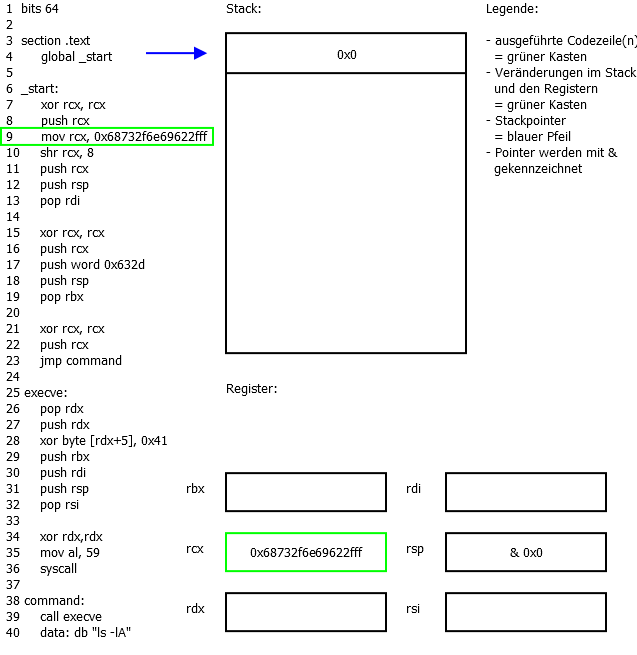 1 bits 64
2
3 section .text
4 global _start
5
6 _start:
7 xor rcx, rcx
8 push rcx
9 mov rcx, 0x68732f6e69622fff
10 shr rcx, 8
11 push rcx
12 push rsp
13 pop rdi
14
15 xor rcx, rcx
16 push rcx
17 push word 0x632d
18 push rsp
19 pop rbx
20
21 xor rcx, rcx
22 push rcx
23 jmp command
24
25 execve:
26 pop rdx
27 push rdx
28 xor byte [rdx+5], 0x41
29 push rbx
30 push rdi
31 push rsp
32 pop rsi
33
34 xor rdx,rdx
35 mov al, 59
36 syscall
37
38 command:
39 call execve
40 data: db "ls -lA"
Stack:
0x0
Register:
rbx
rdi
rcx
0x68732f6e69622fff
rsp
& 0x0
rdx
rsi
Legende:
- ausgeführte Codezeile(n)
= grüner Kasten
- Veränderungen im Stack
und den Registern
= grüner Kasten
- Stackpointer
= blauer Pfeil
- Pointer werden mit &
gekennzeichnet